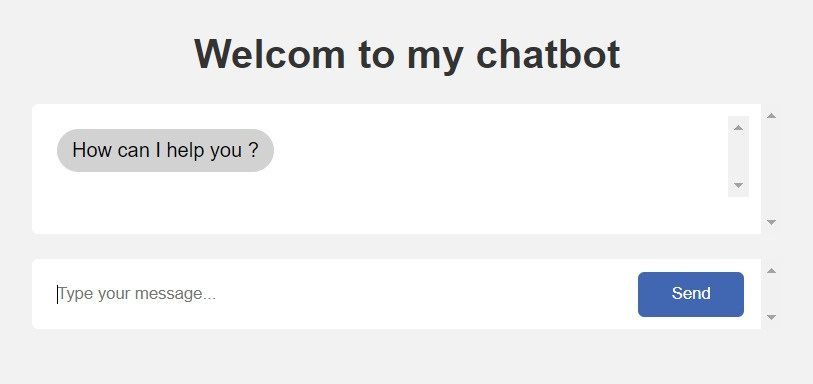 Welcom to my chatbot
How can I help you ?
Type your message...
Send